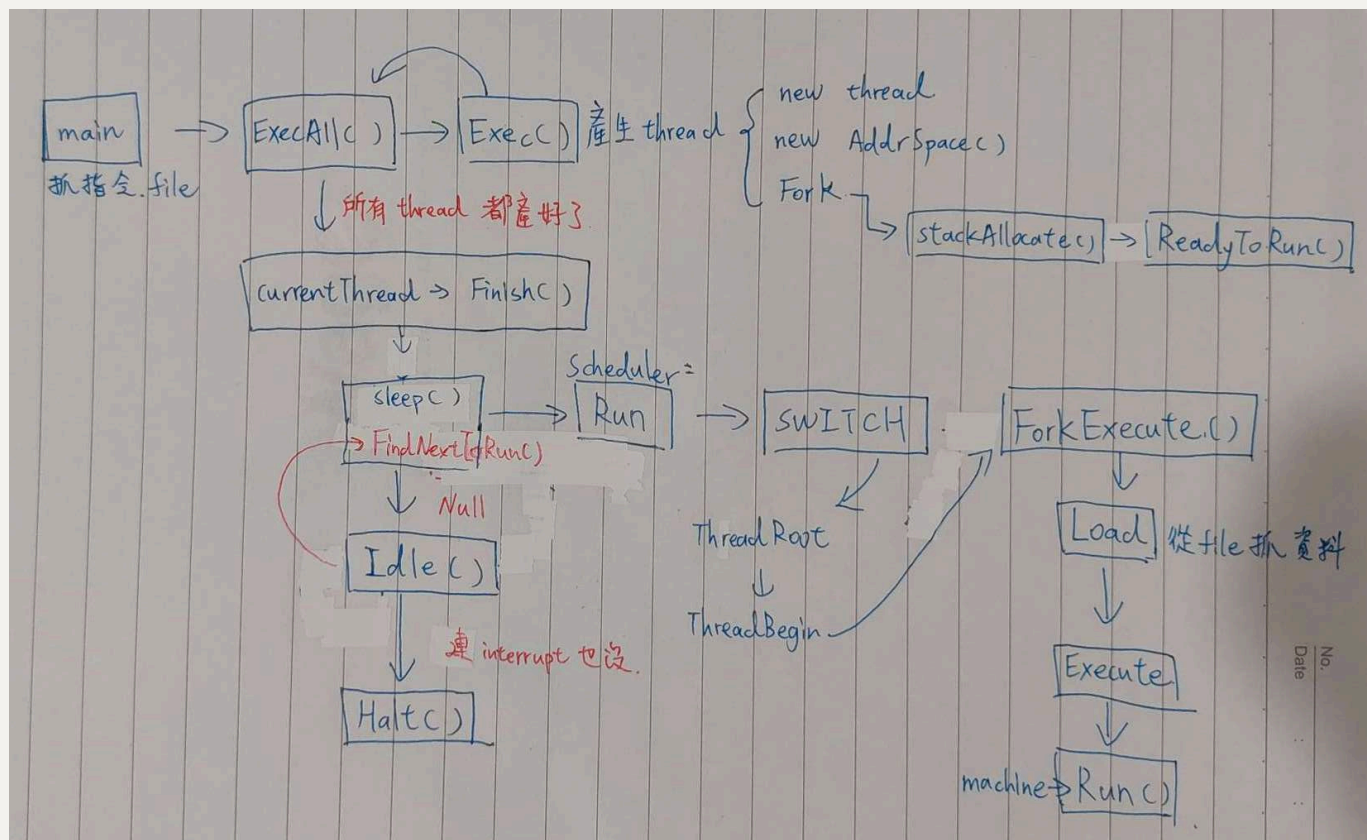 main
抓指令.file
ExecAll()
Exec()
產生 thread
new thread
new AddrSpace()
Fork
stackAllocate()
ReadyToRun()
所有 thread 都產好了
currentThread → Finish()
sleep()
FindNextToRun()
Null
Idle()
連 interrupt 也沒.
Halt()
Scheduler:
Run
SWITCH
ThreadRoot
ThreadBegin
ForkExecute.()
Load
從 file 抓資料
Execute
machine→ Run()
No.
Date